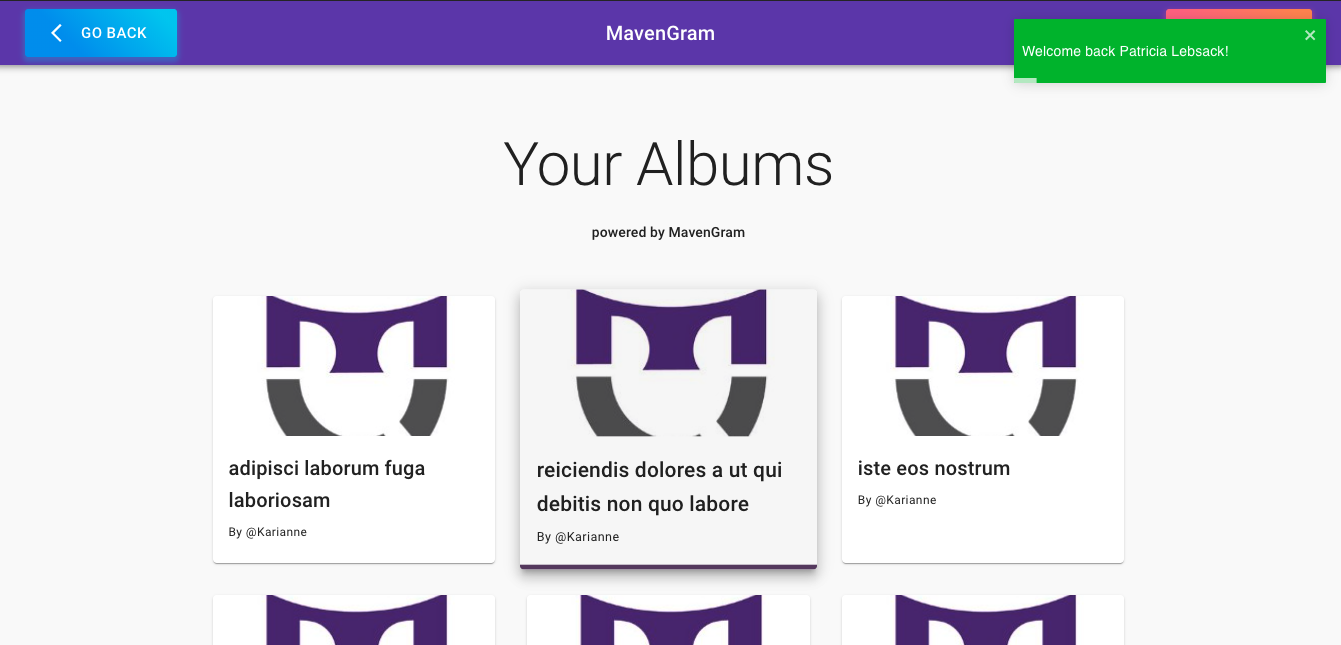 GO BACK
MavenGram
Welcome back Patricia Lebsack!
Your Albums
powered by MavenGram
adipisci laborum fuga
laboriosam
By @Karianne
reiciendis dolores a ut qui
debitis non quo labore
By @Karianne
iste eos nostrum
By @Karianne